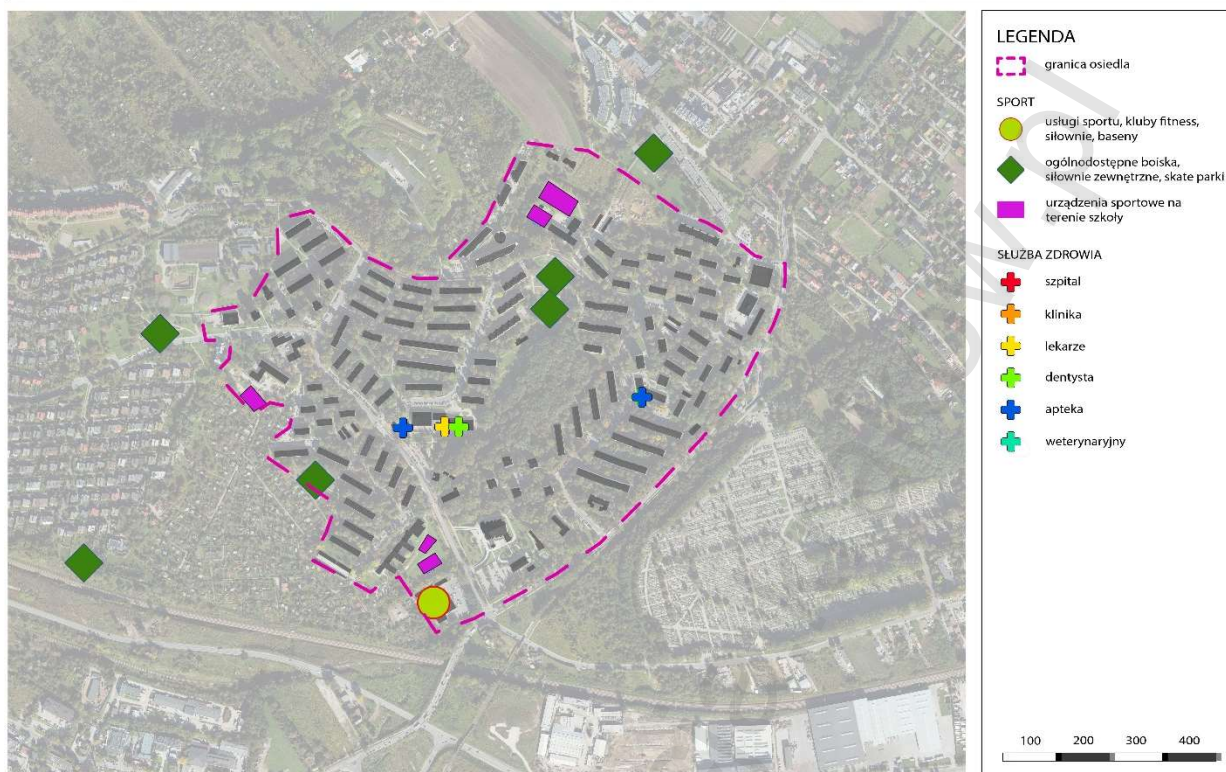 LEGENDA
granica osiedla
SPORT
usługi sportu, kluby fitness,
siłownie, baseny
ogólnodostępne boiska,
siłownie zewnętrzne, skate parki
urządzenia sportowe na
terenie szkoły
SŁUŻBA ZDROWIA
szpital
klinika
lekarze
dentysta
apteka
weterynaryjny
100 200 300 400